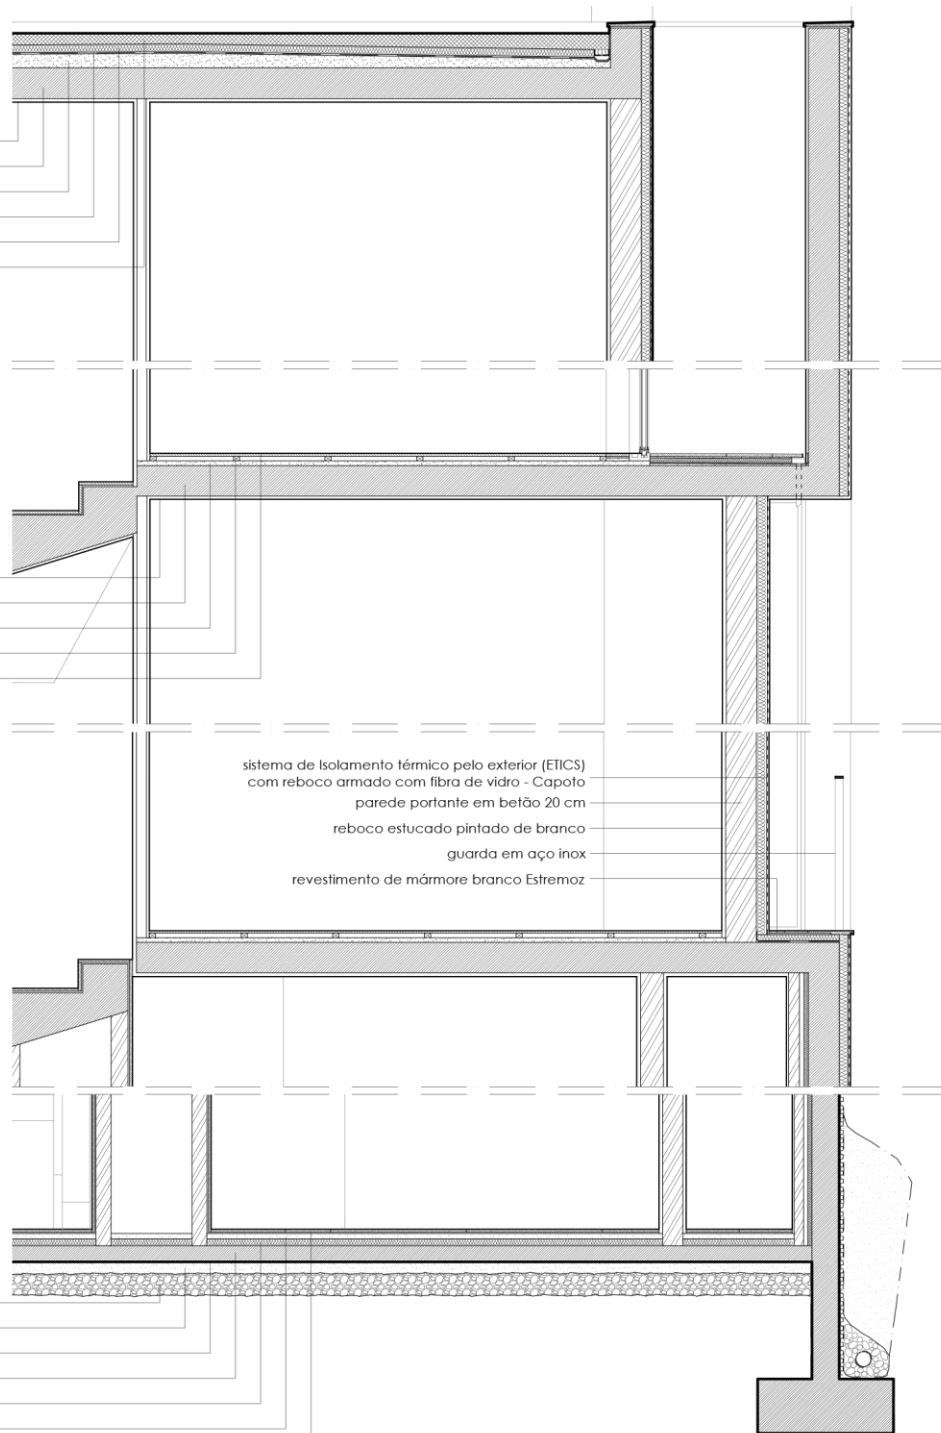 sistema de Isolamento térmico pelo exterior (ETICS)
com reboco armado com fibra de vidro - Capoto
parede portante em betão 20 cm
reboco estucado pintado de branco
guarda em aço inox
revestimento de mármore branco Estremoz